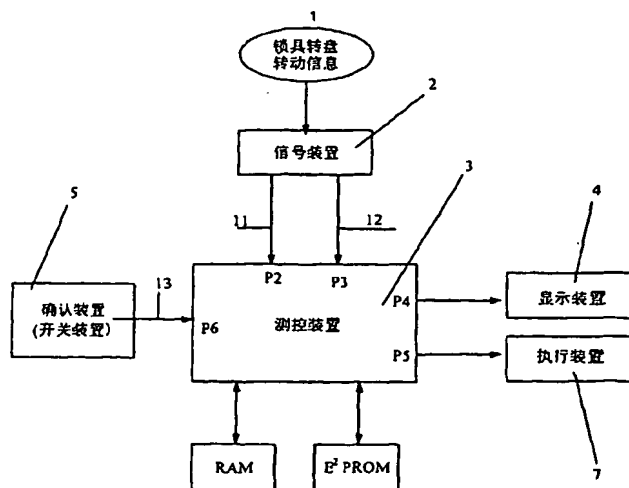 1
锁具转盘
转动信息
2
信号装置
3
5
11
12
4
13
P2
P3
确认装置
(开关装置)
P6
测控装置
P4
显示装置
P5
执行装置
RAM
E² PROM
7